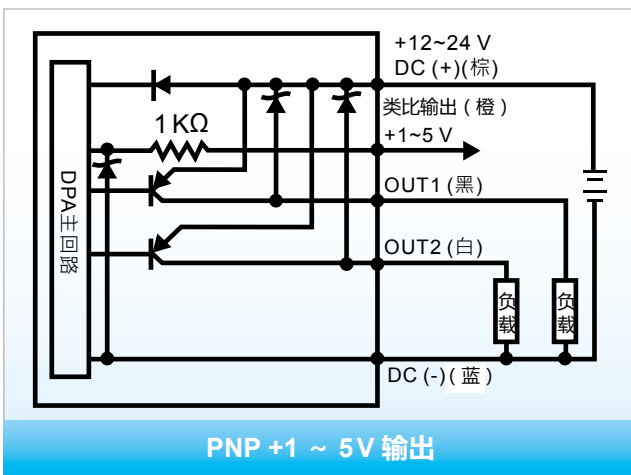 +12~24 V
DC (+)(棕)
类比输出 ( 橙 )
1 KΩ
+1~5 V
DPA主回路
OUT1 (黑)
OUT2 (白)
负载
负载
DC (-)( 蓝 )
PNP +1 ~ 5V 输出